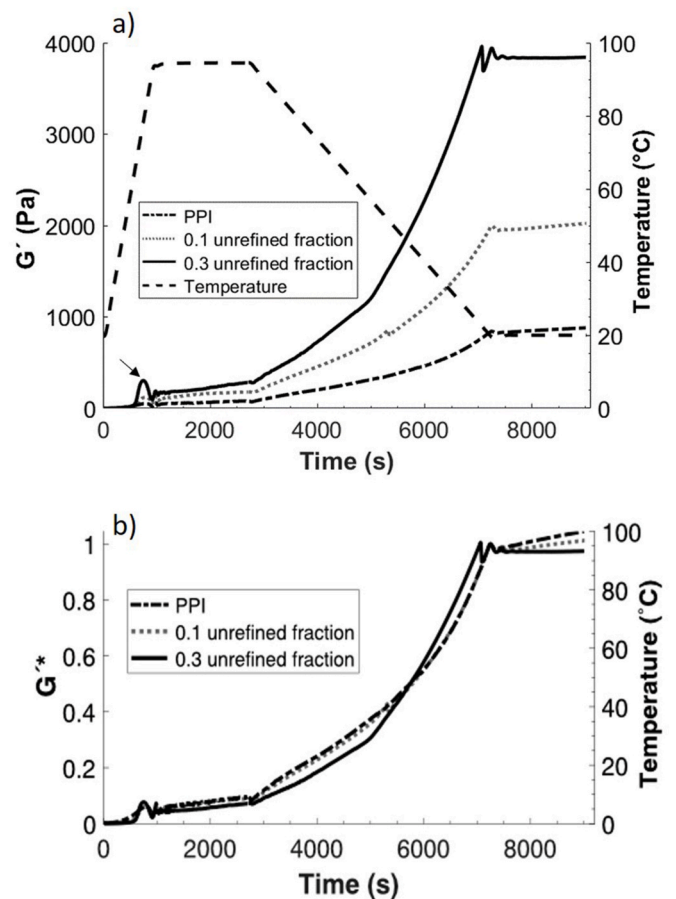 a)
4000
3000
2000
1000
0
G´ (Pa)
100
80
60
40
20
0
Temperature (°C)
PPI
0.1 unrefined fraction
0.3 unrefined fraction
Temperature
0 2000 4000 6000 8000
Time (s)
b)
1
0.8
0.6
0.4
0.2
0
G´*
100
80
60
40
20
0
Temperature (°C)
PPI
0.1 unrefined fraction
0.3 unrefined fraction
0 2000 4000 6000 8000
Time (s)